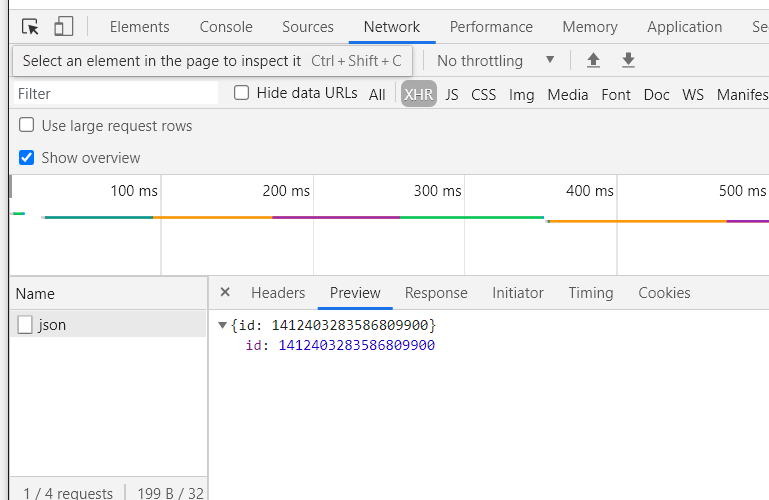 Elements Console Sources Network Performance Memory Application Se
Select an element in the page to inspect it Ctrl + Shift + C No throttling
Filter Hide data URLs All XHR JS CSS Img Media Font Doc WS Manifes
Use large request rows
Show overview
100 ms 200 ms 300 ms 400 ms 500 ms
Name × Headers Preview Response Initiator Timing Cookies
json
{id: 1412403283586809900}
id: 1412403283586809900
1 / 4 requests 199 B / 32